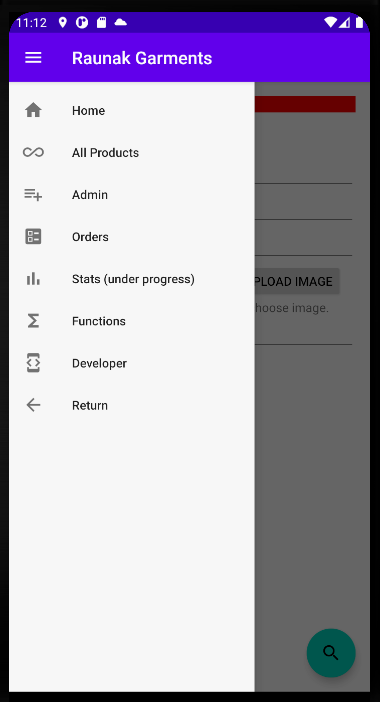 11:12
Raunak Garments
Home
All Products
Admin
Orders
Stats (under progress)
PLOAD IMAGE
Functions
hoose image.
Developer
Return